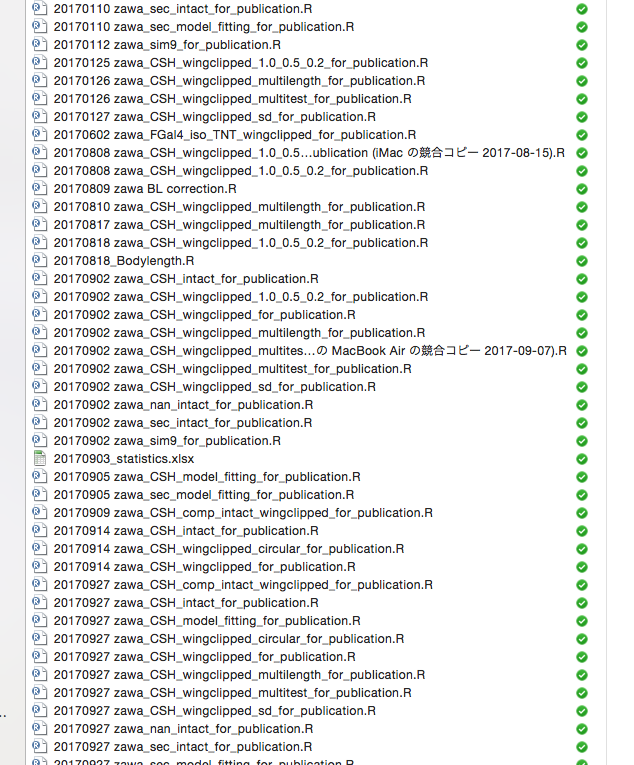 20170110 zawa_sec_intact_for_publication.R
20170110 zawa_sec_model_fitting_for_publication.R
20170112 zawa_sim9_for_publication.R
20170125 zawa_CSH_wingclipped_1.0_0.5_0.2_for_publication.R
20170126 zawa_CSH_wingclipped_multilength_for_publication.R
20170126 zawa_CSH_wingclipped_multitest_for_publication.R
20170127 zawa_CSH_wingclipped_sd_for_publication.R
20170602 zawa_FGal4_iso_TNT_wingclipped_for_publication.R
20170808 zawa_CSH_wingclipped_1.0_0.5...ublication (iMac の競合コピー 2017-08-15).R
20170808 zawa_CSH_wingclipped_1.0_0.5_0.2_for_publication.R
20170809 zawa BL correction.R
20170810 zawa_CSH_wingclipped_multilength_for_publication.R
20170817 zawa_CSH_wingclipped_multilength_for_publication.R
20170818 zawa_CSH_wingclipped_1.0_0.5_0.2_for_publication.R
20170818_Bodylength.R
20170902 zawa_CSH_intact_for_publication.R
20170902 zawa_CSH_wingclipped_1.0_0.5_0.2_for_publication.R
20170902 zawa_CSH_wingclipped_for_publication.R
20170902 zawa_CSH_wingclipped_multilength_for_publication.R
20170902 zawa_CSH_wingclipped_multites...の MacBook Air の競合コピー 2017-09-07).R
20170902 zawa_CSH_wingclipped_multitest_for_publication.R
20170902 zawa_CSH_wingclipped_sd_for_publication.R
20170902 zawa_nan_intact_for_publication.R
20170902 zawa_sec_intact_for_publication.R
20170902 zawa_sim9_for_publication.R
20170903_statistics.xlsx
20170905 zawa_CSH_model_fitting_for_publication.R
20170905 zawa_sec_model_fitting_for_publication.R
20170909 zawa_CSH_comp_intact_wingclipped_for_publication.R
20170914 zawa_CSH_intact_for_publication.R
20170914 zawa_CSH_wingclipped_circular_for_publication.R
20170914 zawa_CSH_wingclipped_for_publication.R
20170927 zawa_CSH_comp_intact_wingclipped_for_publication.R
20170927 zawa_CSH_intact_for_publication.R
20170927 zawa_CSH_model_fitting_for_publication.R
20170927 zawa_CSH_wingclipped_circular_for_publication.R
20170927 zawa_CSH_wingclipped_for_publication.R
20170927 zawa_CSH_wingclipped_multilength_for_publication.R
20170927 zawa_CSH_wingclipped_multitest_for_publication.R
20170927 zawa_CSH_wingclipped_sd_for_publication.R
20170927 zawa_nan_intact_for_publication.R
20170927 zawa_sec_intact_for_publication.R
20170927 zawa_sec_model_fitting_for_publication.R